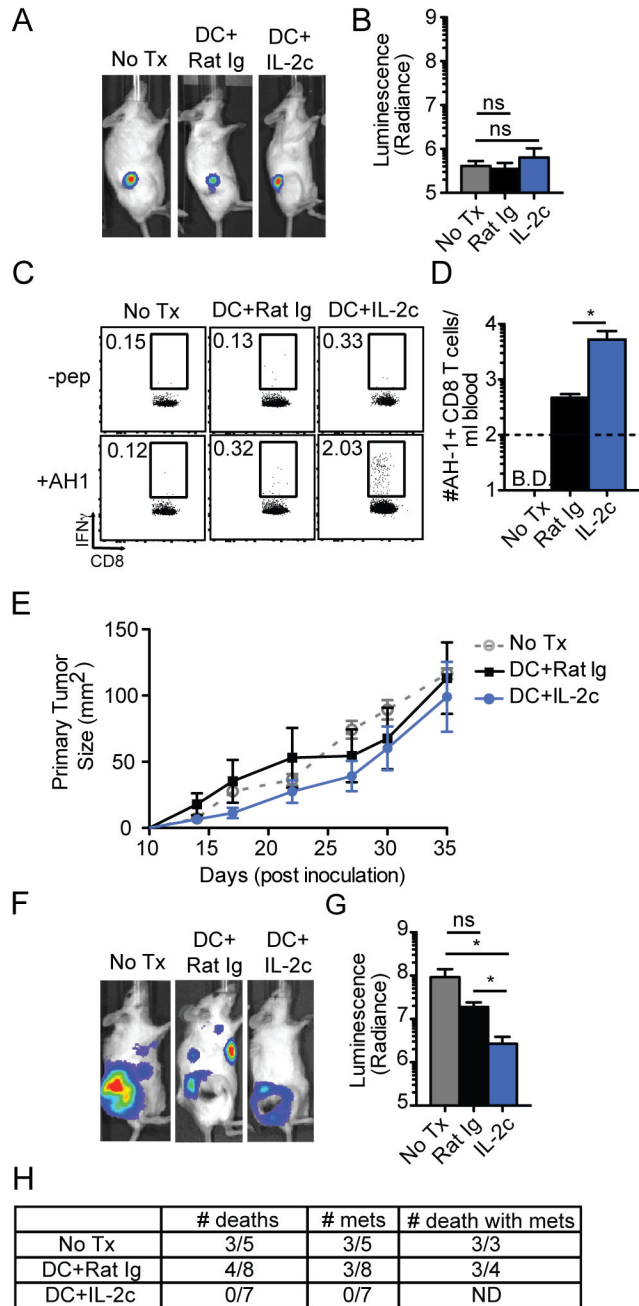 A
No Tx
DC+
Rat Ig
DC+
IL-2c
B
Luminescence
(Radiance)
9
8
7
6
5
ns
ns
No Tx
Rat Ig
IL-2c
C
No Tx
DC+Rat Ig
DC+IL-2c
-pep
0.15
0.13
0.33
+AH1
0.12
0.32
2.03
IFNγ
CD8
D
#AH-1+ CD8 T cells/
ml blood
4
3
2
1
*
B.D.
No Tx
Rat Ig
IL-2c
E
Primary Tumor
Size (mm²)
150
100
50
0
10
15
20
25
30
35
Days (post inoculation)
No Tx
DC+Rat Ig
DC+IL-2c
F
No Tx
DC+
Rat Ig
DC+
IL-2c
G
Luminescence
(Radiance)
9
8
7
6
5
ns
*
*
No Tx
Rat Ig
IL-2c
H
# deaths # mets # death with mets
No Tx 3/5 3/5 3/3
DC+Rat Ig 4/8 3/8 3/4
DC+IL-2c 0/7 0/7 ND